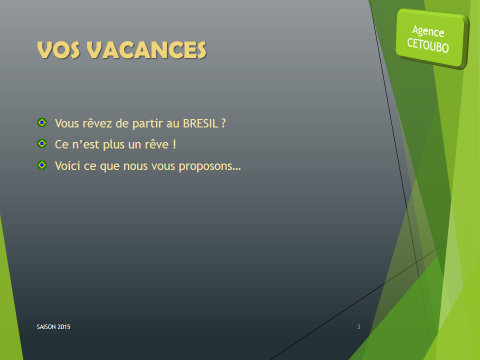 VOS VACANCES
Agence
CETOUBO
Vous rêvez de partir au BRESIL ?
Ce n’est plus un rêve !
Voici ce que nous vous proposons…
SAISON 2015
3